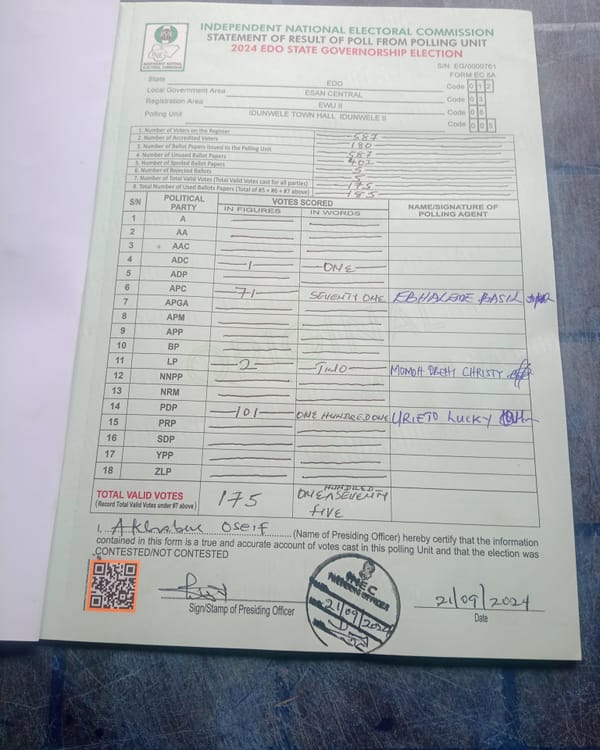 INDEPENDENT NATIONAL ELECTORAL COMMISSION
STATEMENT OF RESULT OF POLL FROM POLLING UNIT
2024 EDO STATE GOVERNORSHIP ELECTION
S/N: EG/0000761
FORM EC 8A
State EDO Code 0 1 2
Local Government Area ESAN CENTRAL Code 0 3
Registration Area EWU II Code 0 6
Polling Unit IDUNWELE TOWN HALL IDUNWELE II Code 0 0 6
1. Number of Voters on the Register 587
2. Number of Accredited Voters 180
3. Number of Ballot Papers Issued to the Polling Unit 587
4. Number of Unused Ballot Papers 402
5. Number of Spoiled Ballot Papers 5
6. Number of Rejected Ballots 5
7. Number of Total Valid Votes (Total Valid Votes cast for all parties) 175
8. Total Number of Used Ballots Papers (Total of #5 + #6 + #7 above) 185
S/N POLITICAL PARTY VOTES SCORED NAME/SIGNATURE OF POLLING AGENT
IN FIGURES IN WORDS
1 A
2 AA
3 AAC
4 ADC 1 ONE
5 ADP
6 APC 71 SEVENTY ONE
7 APGA
8 APM
9 APP
10 BP
11 LP 2 TWO MOMOH CHRISTY
12 NNPP
13 NRM
14 PDP 101 ONE HUNDRED ONE URIETO LUCKY
15 PRP
16 SDP
17 YPP
18 ZLP
TOTAL VALID VOTES 175 HUNDRED
(Record Total Valid Votes under #7 above) ONE & SEVENTY
FIVE
I, Oseif (Name of Presiding Officer) hereby certify that the information
contained in this form is a true and accurate account of votes cast in this polling Unit and that the election was
CONTESTED/NOT CONTESTED
Sign/Stamp of Presiding Officer
INEC
PRESIDING OFFICER
21/09/2024
21/09/2024
Date